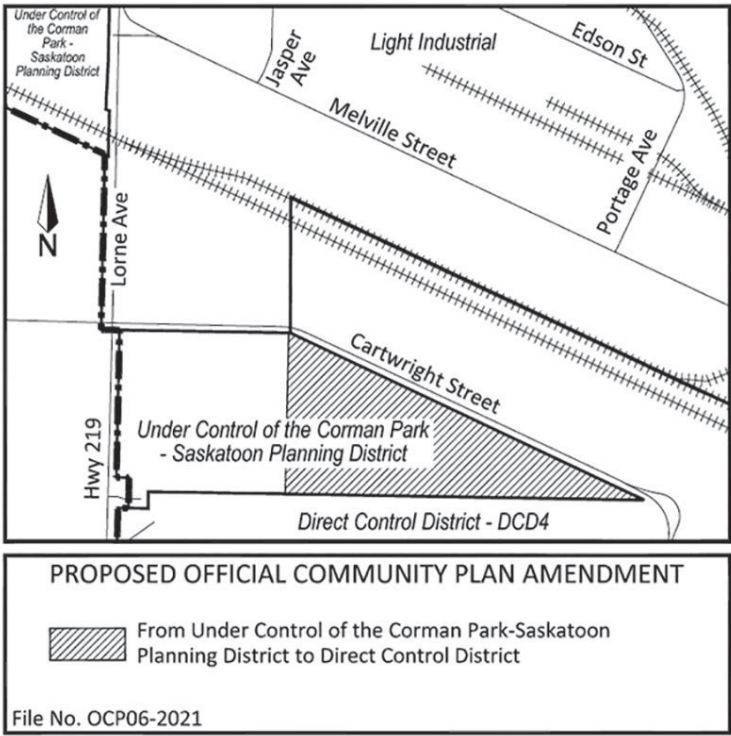 Under Control of
the Corman
Park -
Saskatoon
Planning District
Jasper
Ave
Light Industrial
Edson St
Melville Street
Portage Ave
N
Lorne Ave
Cartwright Street
Hwy 219
Under Control of the Corman Park
- Saskatoon Planning District
Direct Control District - DCD4
PROPOSED OFFICIAL COMMUNITY PLAN AMENDMENT
From Under Control of the Corman Park-Saskatoon
Planning District to Direct Control District
File No. OCP06-2021